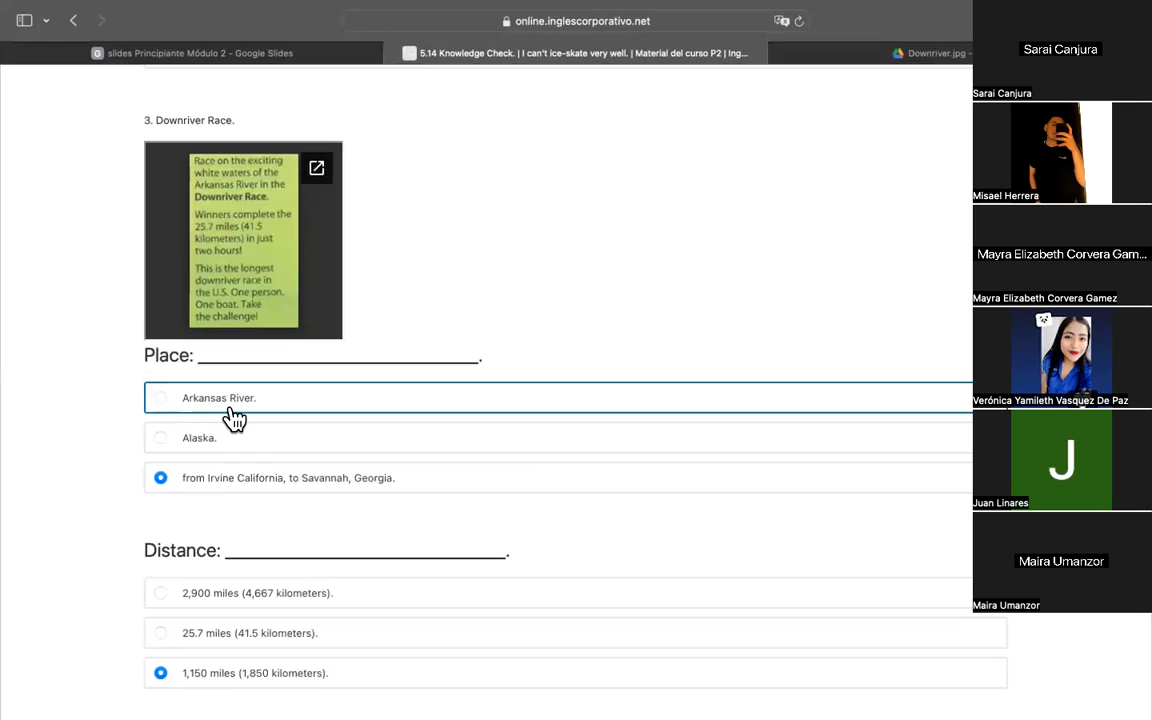 online.inglescorporativo.net
slides Principiante Módulo 2 - Google Slides
5.14 Knowledge Check. | I can't ice-skate very well. | Material del curso P2 | Ing...
Downriver.jpg -
3. Downriver Race.
Race on the exciting
white waters of the
Arkansas River in the
Downriver Race.
Winners complete the
25.7 miles (41.5
kilometers) in just
two hours!
This is the longest
downriver race in
the U.S. One person.
One boat. Take
the challenge!
Place: ______________________________.
Arkansas River.
Alaska.
from Irvine California, to Savannah, Georgia.
Distance: ______________________________.
2,900 miles (4,667 kilometers).
25.7 miles (41.5 kilometers).
1,150 miles (1,850 kilometers).
Sarai Canjura
Sarai Canjura
Misael Herrera
Mayra Elizabeth Corvera Gam...
Mayra Elizabeth Corvera Gamez
Verónica Yamileth Vasquez De Paz
J
Juan Linares
Maira Umanzor
Maira Umanzor